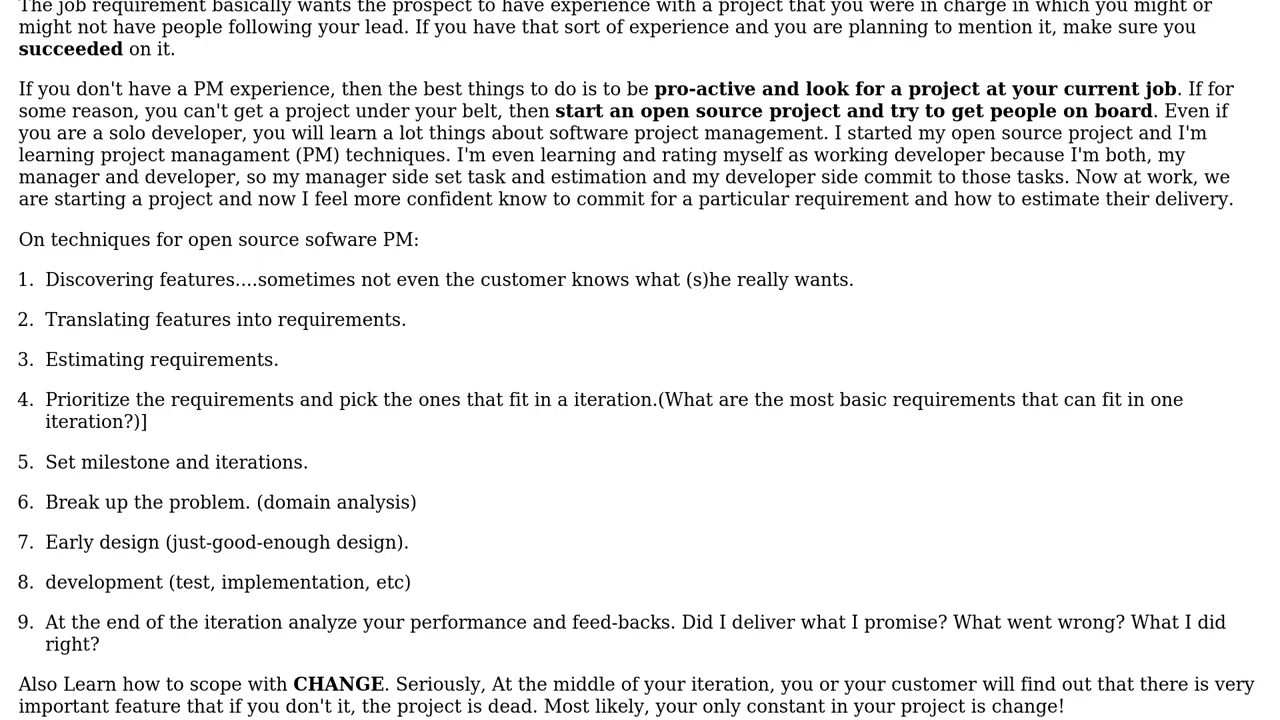 The job requirement basically wants the prospect to have experience with a project that you were in charge in which you might or
might not have people following your lead. If you have that sort of experience and you are planning to mention it, make sure you
succeeded on it.
If you don't have a PM experience, then the best things to do is to be pro-active and look for a project at your current job. If for
some reason, you can't get a project under your belt, then start an open source project and try to get people on board. Even if
you are a solo developer, you will learn a lot things about software project management. I started my open source project and I'm
learning project managament (PM) techniques. I'm even learning and rating myself as working developer because I'm both, my
manager and developer, so my manager side set task and estimation and my developer side commit to those tasks. Now at work, we
are starting a project and now I feel more confident know to commit for a particular requirement and how to estimate their delivery.
On techniques for open source sofware PM:
1. Discovering features....sometimes not even the customer knows what (s)he really wants.
2. Translating features into requirements.
3. Estimating requirements.
4. Prioritize the requirements and pick the ones that fit in a iteration.(What are the most basic requirements that can fit in one
iteration?)]
5. Set milestone and iterations.
6. Break up the problem. (domain analysis)
7. Early design (just-good-enough design).
8. development (test, implementation, etc)
9. At the end of the iteration analyze your performance and feed-backs. Did I deliver what I promise? What went wrong? What I did
right?
Also Learn how to scope with CHANGE. Seriously, At the middle of your iteration, you or your customer will find out that there is very
important feature that if you don't it, the project is dead. Most likely, your only constant in your project is change!